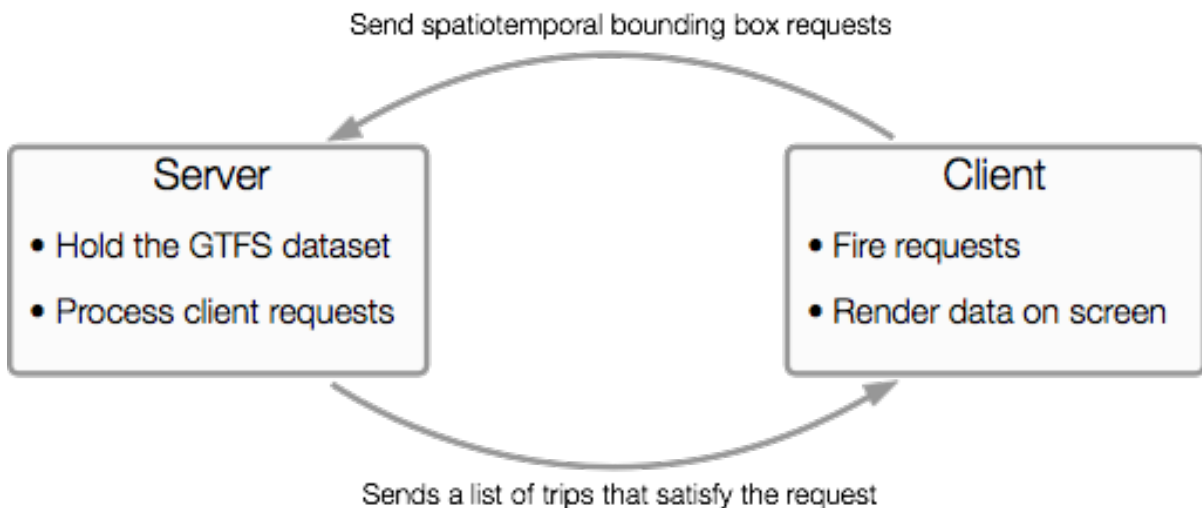 Send spatiotemporal bounding box requests
Server
• Hold the GTFS dataset
• Process client requests
Client
• Fire requests
• Render data on screen
Sends a list of trips that satisfy the request